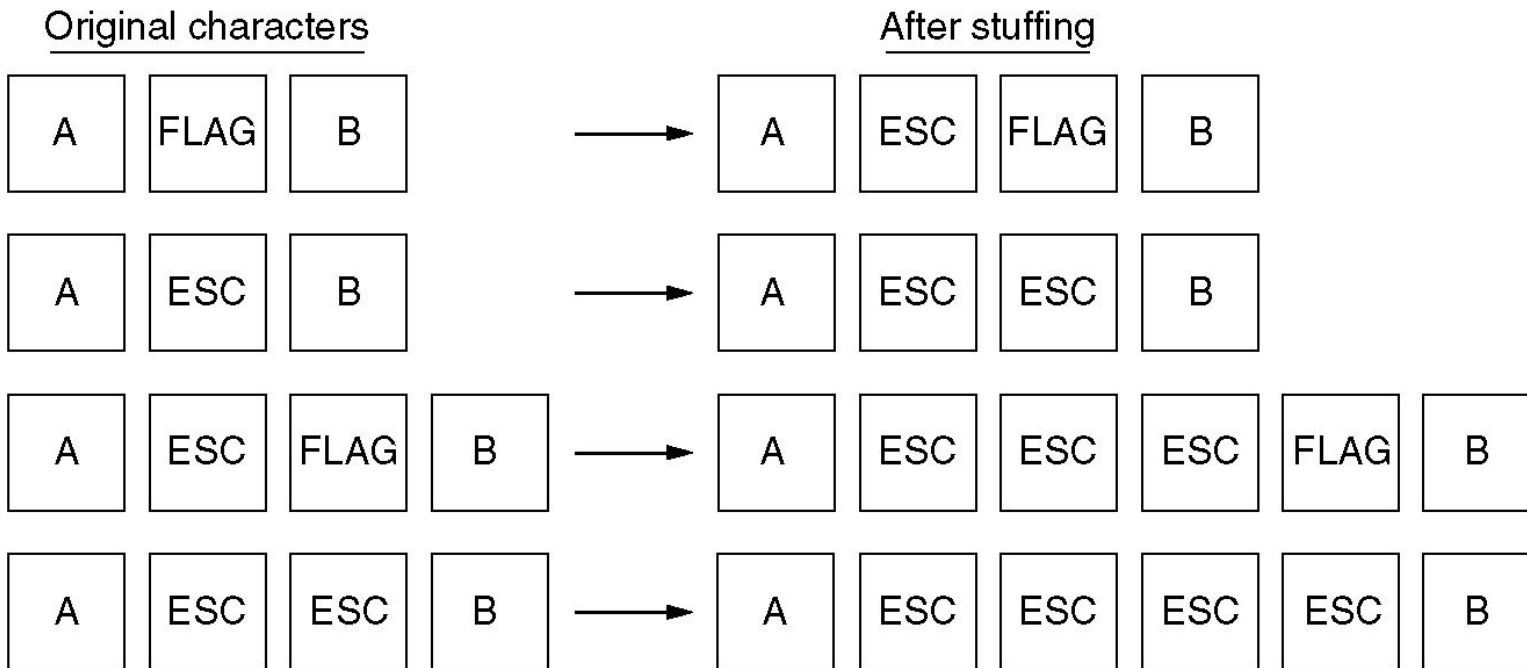 Original characters After stuffing
A FLAG B A ESC FLAG B
A ESC B A ESC ESC B
A ESC FLAG B A ESC ESC ESC FLAG B
A ESC ESC B A ESC ESC ESC ESC B